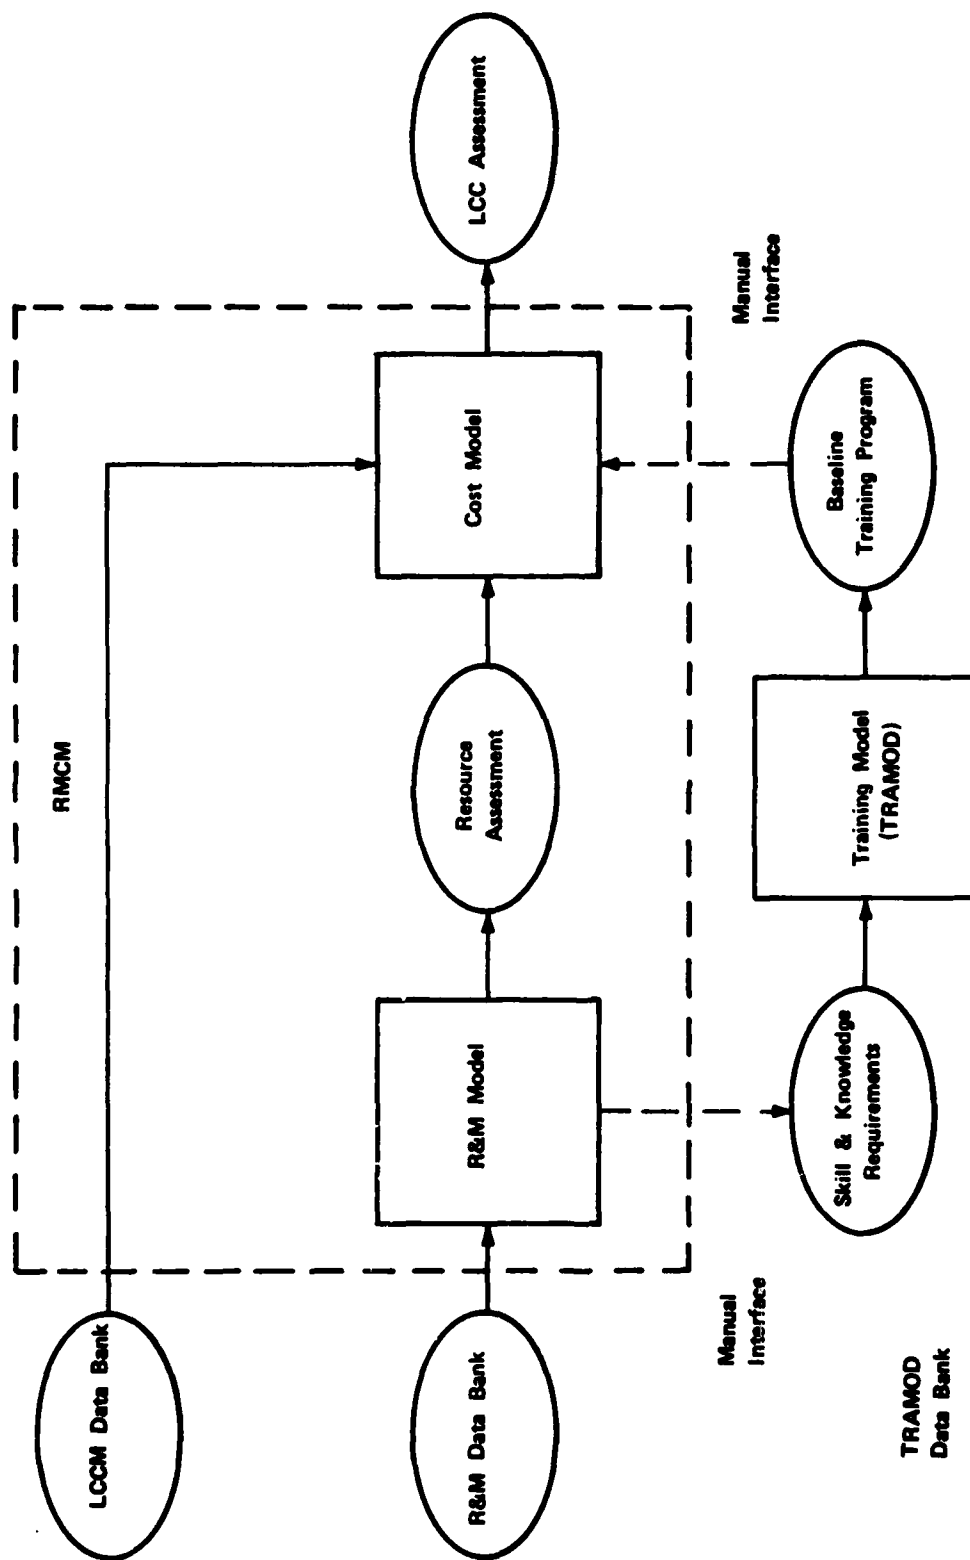 LCCM Data Bank
RMCM
R&M Data Bank
R&M Model
Resource
Assessment
Cost Model
LCC Assessment
Manual
Interface
Manual
Interface
Skill & Knowledge
Requirements
Training Model
(TRAMOD)
Baseline
Training Program
TRAMOD
Data Bank